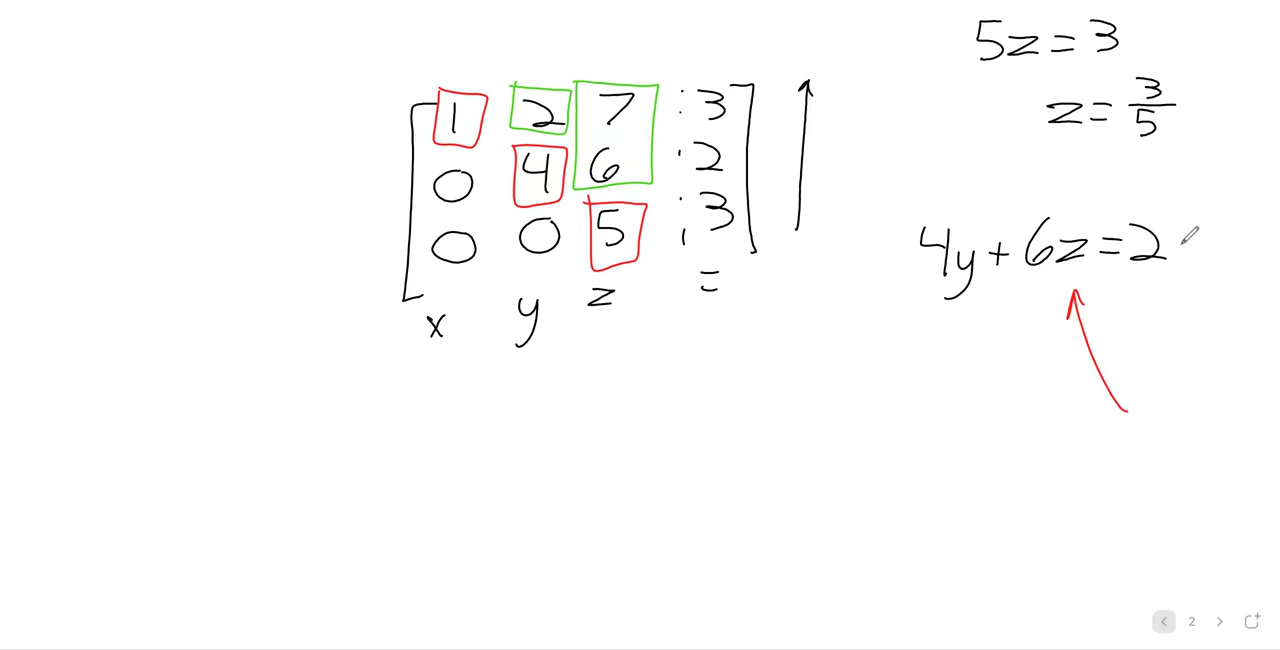 1 2 7 : 3
0 4 6 : 2
0 0 5 : 3
x y z =
5z = 3
z = 3/5
4y + 6z = 2
2